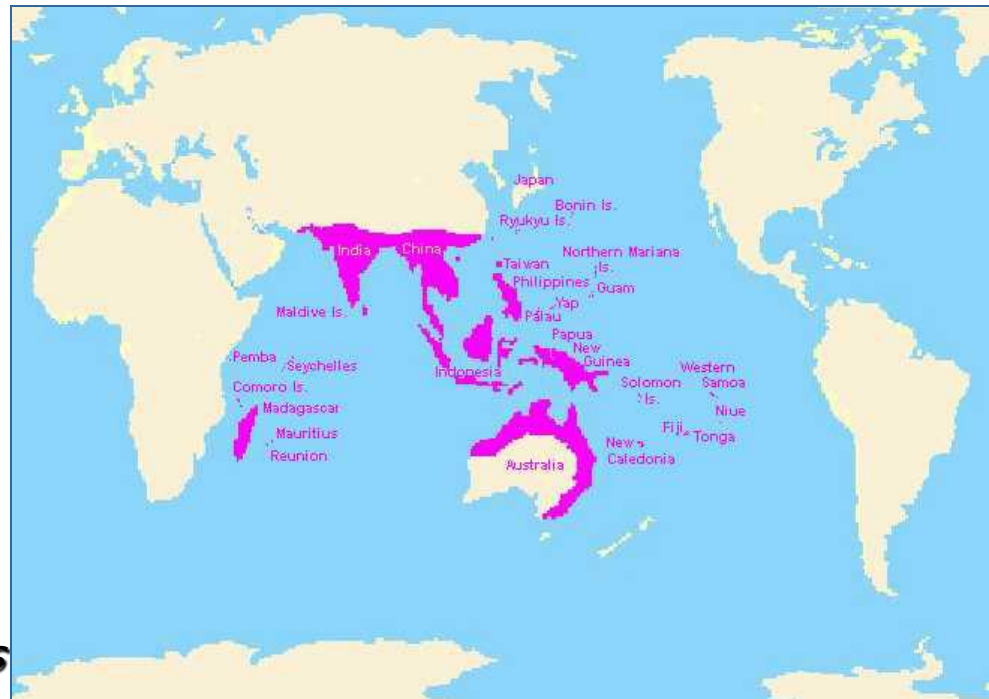 Japan
Bonin Is.
Ryukyu Is.
India
China
Taiwan
Northern Mariana
Is.
Philippines
Guam
Yap
Palau
Maldive Is.
Papua
New
Guinea
Pemba
Seychelles
Indonesia
Western
Samoa
Solomon
Is.
Comoro Is.
Madagascar
Niue
Mauritius
Reunion
Fiji
Tonga
New
Caledonia
Australia
s